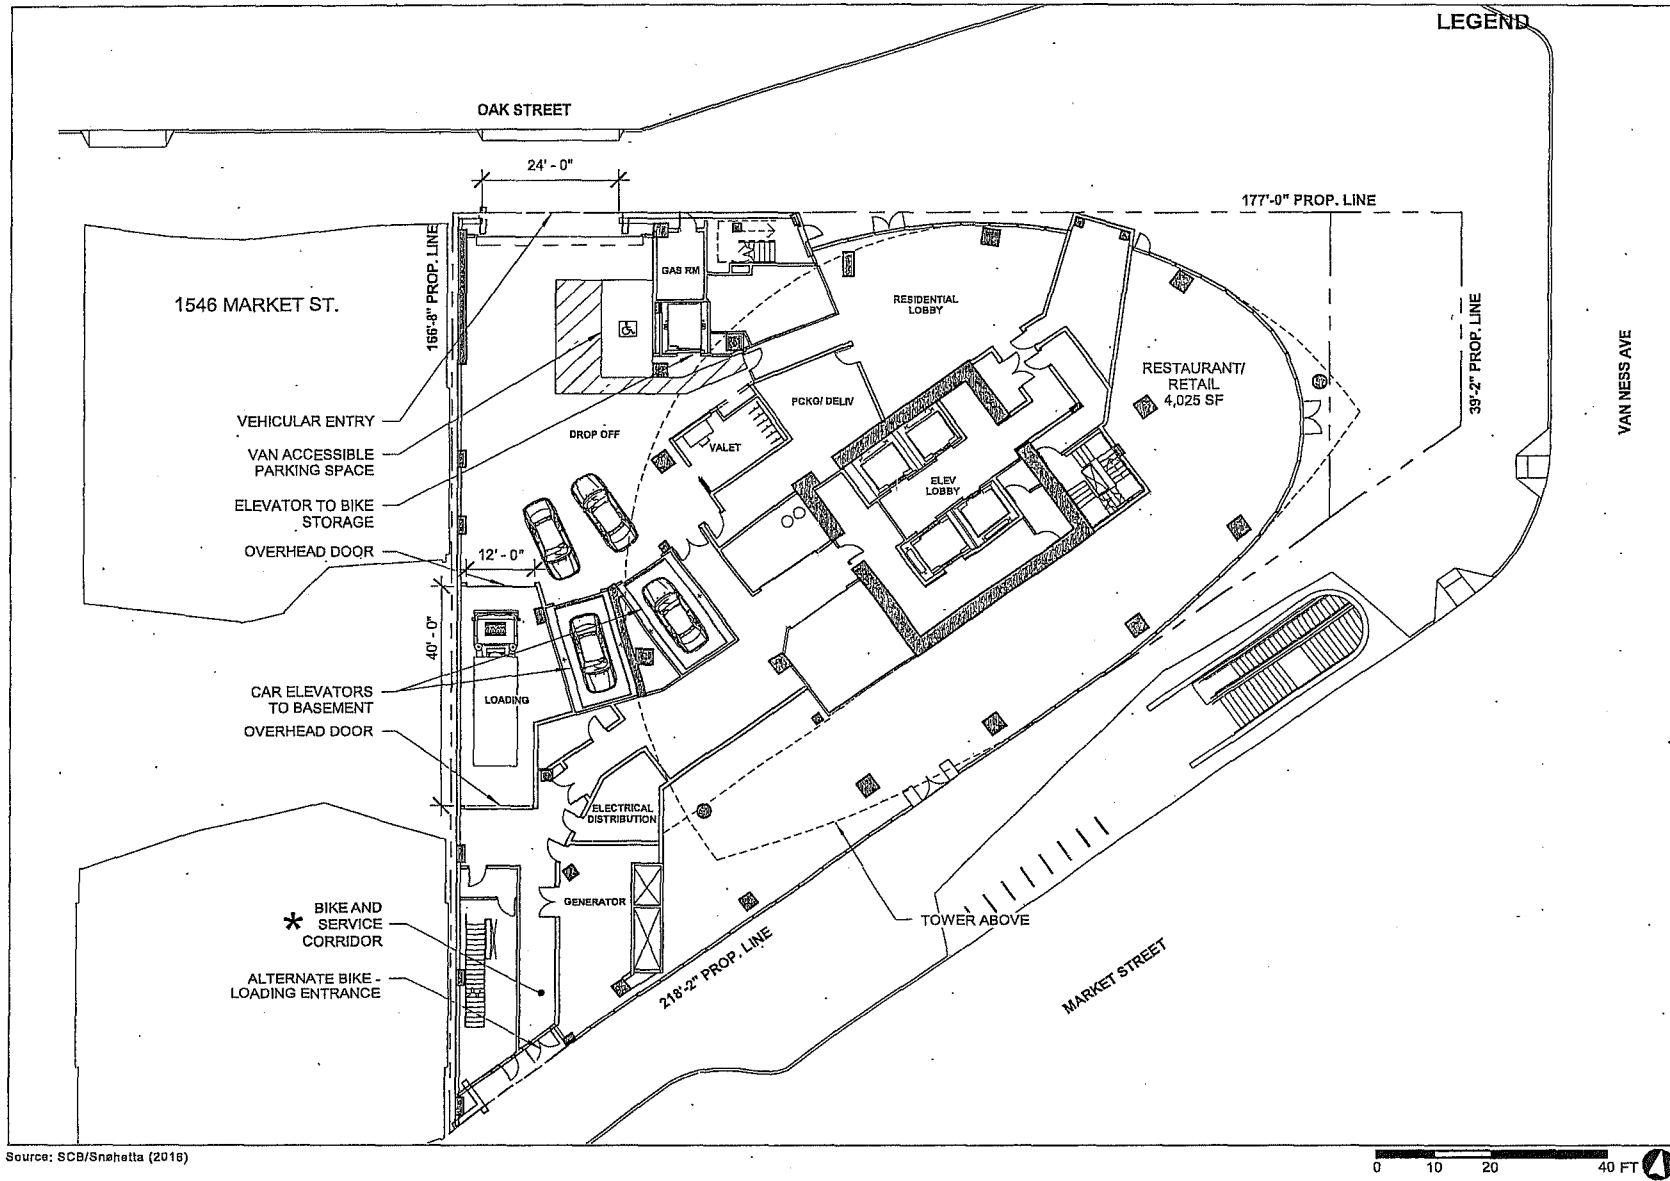 LEGEND
OAK STREET
24' - 0"
177'-0" PROP. LINE
166'-8" PROP. LINE
1546 MARKET ST.
GAS RM
RESIDENTIAL
LOBBY
39'-2" PROP. LINE
VAN NESS AVE
RESTAURANT/
RETAIL
4,025 SF
VEHICULAR ENTRY
PCKG/ DELIV
DROP OFF
VALET
VAN ACCESSIBLE
PARKING SPACE
ELEV
LOBBY
ELEVATOR TO BIKE
STORAGE
OVERHEAD DOOR
12' - 0"
40' - 0"
CAR ELEVATORS
TO BASEMENT
LOADING
OVERHEAD DOOR
ELECTRICAL
DISTRIBUTION
* BIKE AND
SERVICE
CORRIDOR
GENERATOR
TOWER ABOVE
218'-2" PROP. LINE
MARKET STREET
ALTERNATE BIKE -
LOADING ENTRANCE
Source: SCB/Snøhetta (2016)
0 10 20 40 FT